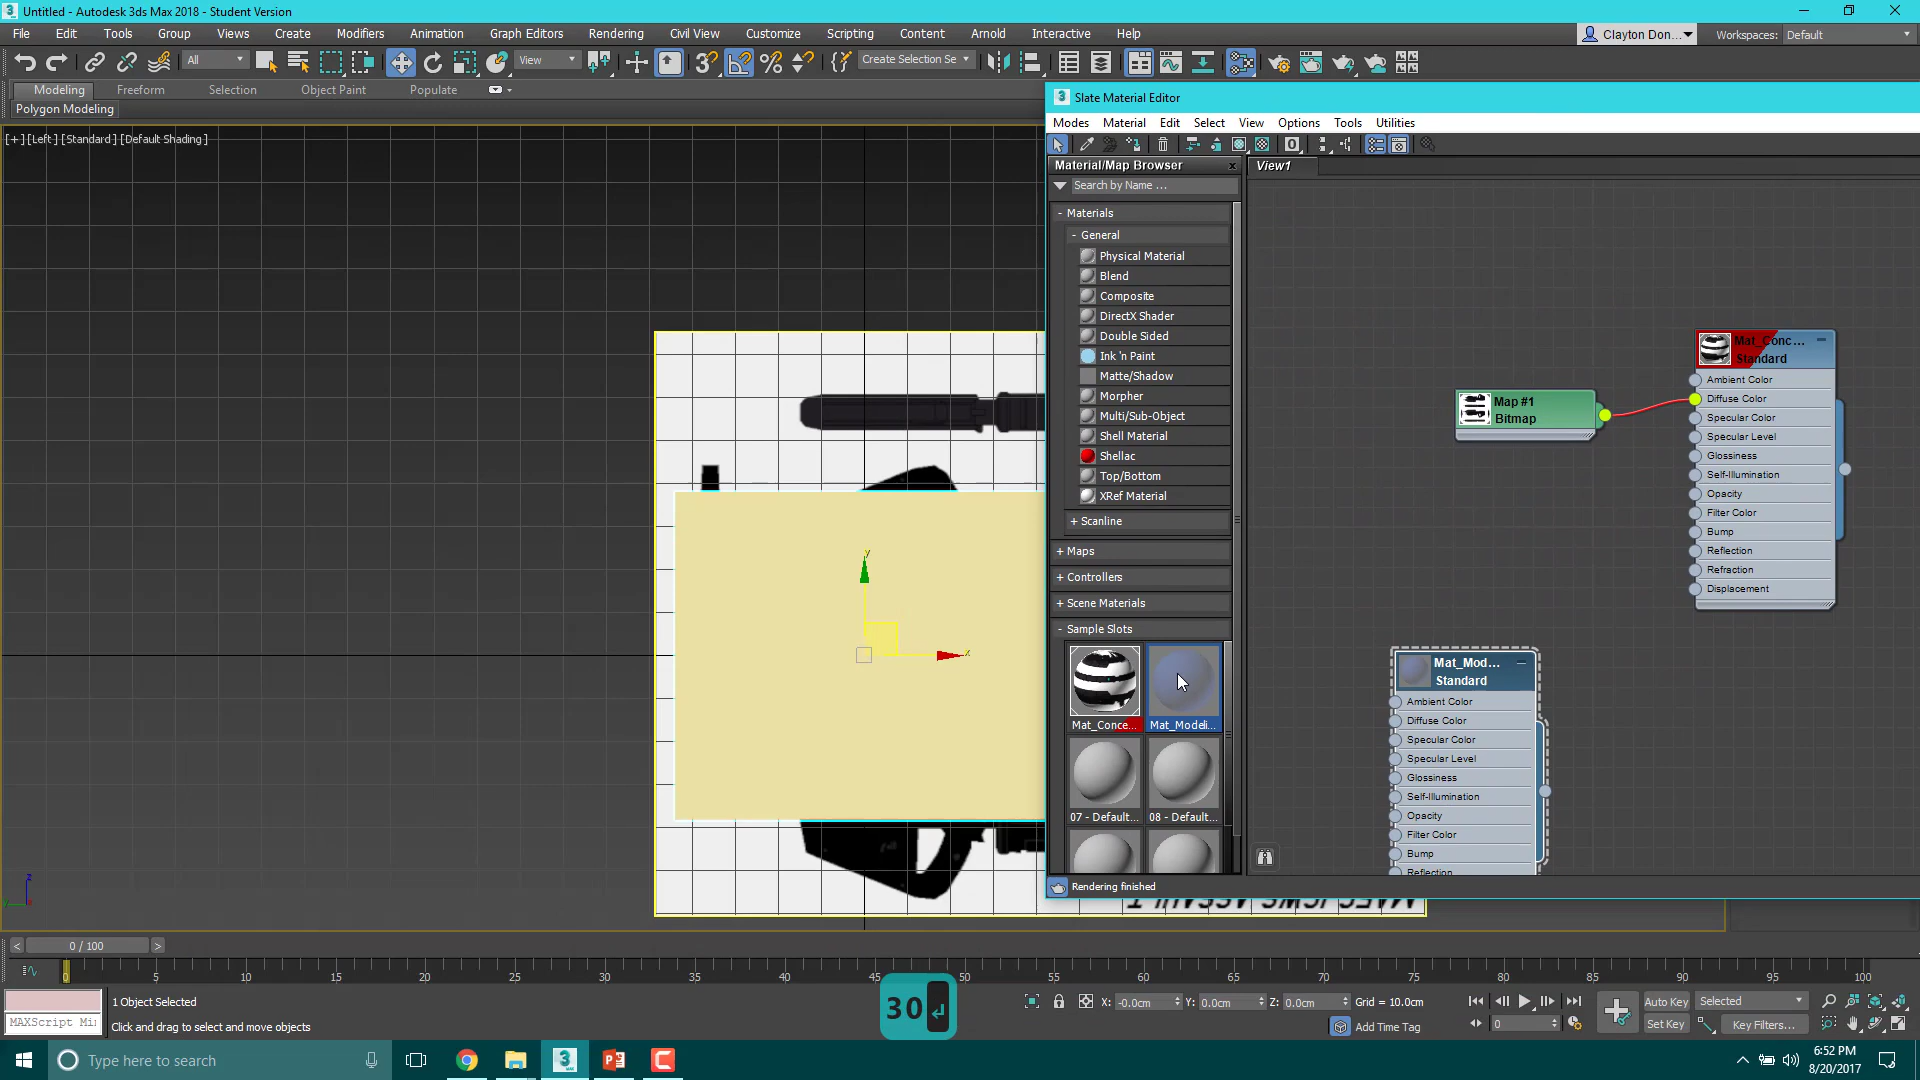 Untitled - Autodesk 3ds Max 2018 - Student Version
File Edit Tools Group Views Create Modifiers Animation Graph Editors Rendering Civil View Customize Scripting Content Arnold Interactive Help
Clayton Don... Workspaces: Default
All View Create Selection Se
Modeling Freeform Selection Object Paint Populate
Polygon Modeling
[+] [Left] [Standard] [Default Shading]
Slate Material Editor
Modes Material Edit Select View Options Tools Utilities
Material/Map Browser x
View1
Search by Name ...
- Materials
- General
Physical Material
Blend
Composite
DirectX Shader
Double Sided
Ink 'n Paint
Matte/Shadow
Morpher
Multi/Sub-Object
Shell Material
Shellac
Top/Bottom
XRef Material
+ Scanline
+ Maps
+ Controllers
+ Scene Materials
- Sample Slots
Mat_Conce... Mat_Modeli...
07 - Default... 08 - Default...
Rendering finished
Map #1
Bitmap
Mat_Conc...
Standard
Ambient Color
Diffuse Color
Specular Color
Specular Level
Glossiness
Self-Illumination
Opacity
Filter Color
Bump
Reflection
Refraction
Displacement
Mat_Mod...
Standard
Ambient Color
Diffuse Color
Specular Color
Specular Level
Glossiness
Self-Illumination
Opacity
Filter Color
Bump
Reflection
y
x
z
y
< 0 / 100 >
0 5 10 15 20 25 30 35 40 45 50 55 60 65 70 75 80 85 90 95 100
30
1 Object Selected
X: -0.0cm Y: 0.0cm Z: 0.0cm Grid = 10.0cm
Auto Key Selected
MAXScript Mi
Click and drag to select and move objects
Add Time Tag
0
Set Key Key Filters...
Type here to search
6:52 PM
8/20/2017